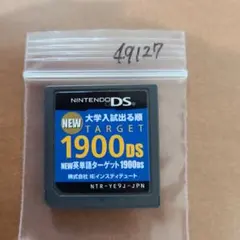 49127
NINTENDO DS
NEW
大学入試出る順
TARGET
1900DS
NEW英単語ターゲット1900DS
株式会社 IEインスティテュート
NTR-YE9J-JPN